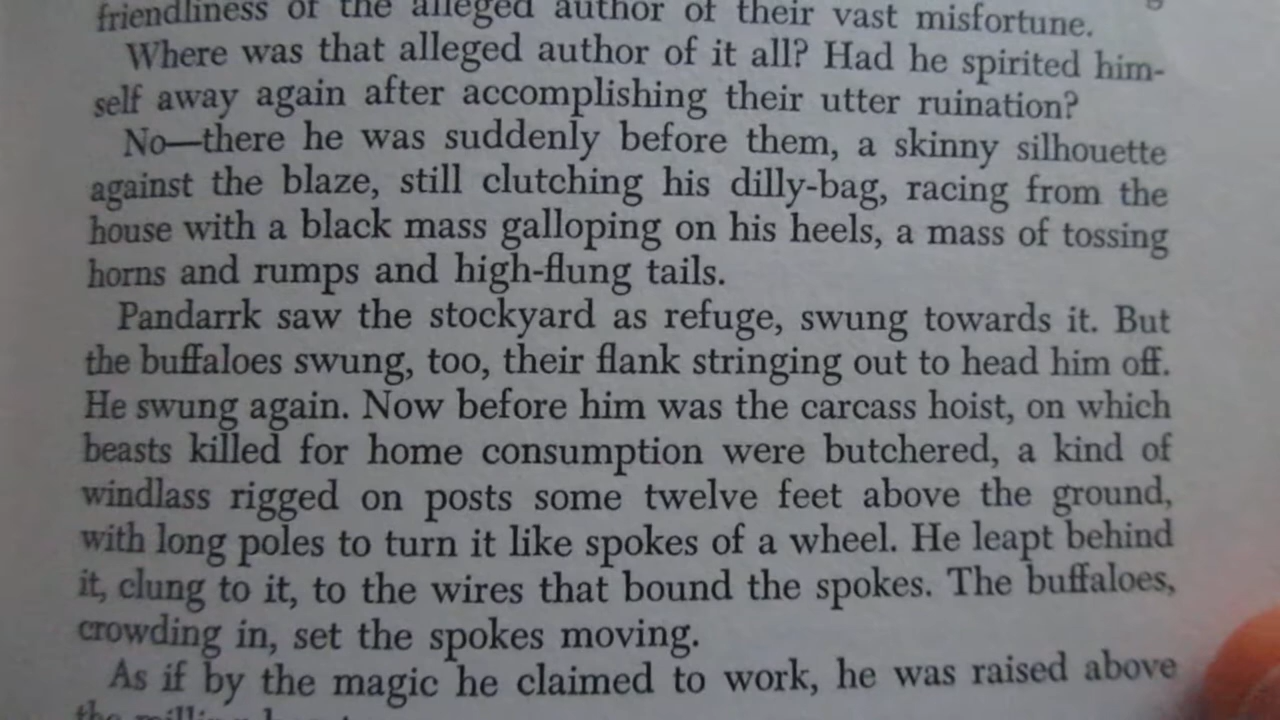 friendliness of the alleged author of their vast misfortune.
Where was that alleged author of it all? Had he spirited him-
self away again after accomplishing their utter ruination?
No—there he was suddenly before them, a skinny silhouette
against the blaze, still clutching his dilly-bag, racing from the
house with a black mass galloping on his heels, a mass of tossing
horns and rumps and high-flung tails.
Pandarrk saw the stockyard as refuge, swung towards it. But
the buffaloes swung, too, their flank stringing out to head him off.
He swung again. Now before him was the carcass hoist, on which
beasts killed for home consumption were butchered, a kind of
windlass rigged on posts some twelve feet above the ground,
with long poles to turn it like spokes of a wheel. He leapt behind
it, clung to it, to the wires that bound the spokes. The buffaloes,
crowding in, set the spokes moving.
As if by the magic he claimed to work, he was raised above
the